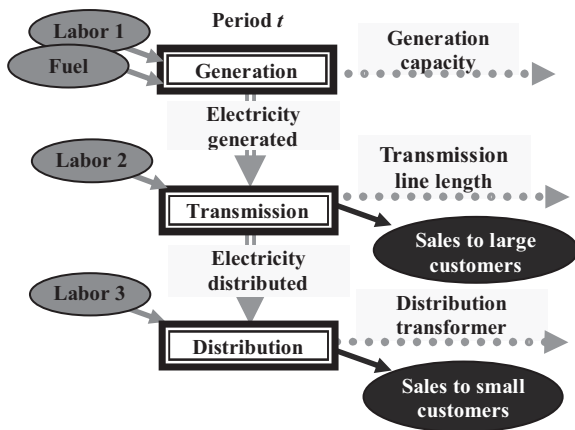 Period t
Labor 1
Fuel
Generation
Generation
capacity
Electricity
generated
Labor 2
Transmission
Transmission
line length
Sales to large
customers
Electricity
distributed
Labor 3
Distribution
Distribution
transformer
Sales to small
customers